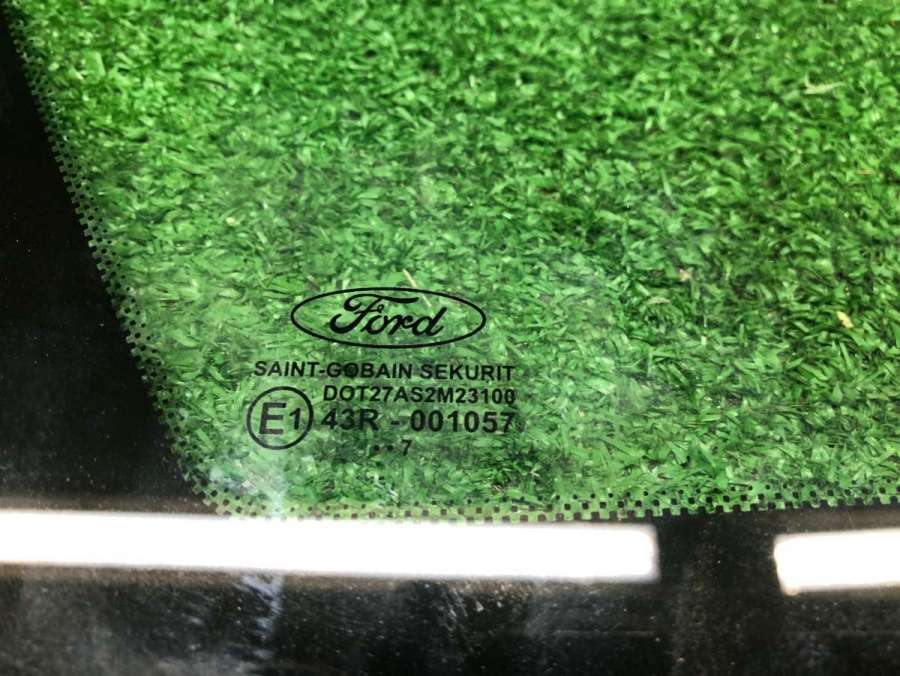 Ford
SAINT-GOBAIN SEKURIT
DOT27AS2M23100
E1 43R - 001057
• • 7